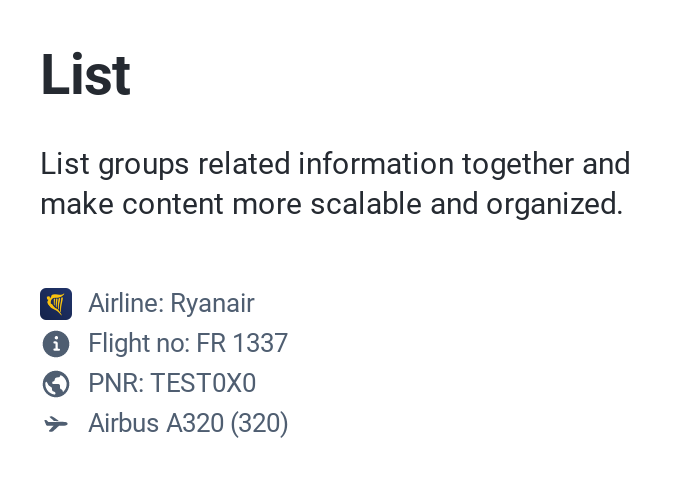 List
List groups related information together and
make content more scalable and organized.
Airline: Ryanair
Flight no: FR 1337
PNR: TEST0X0
Airbus A320 (320)